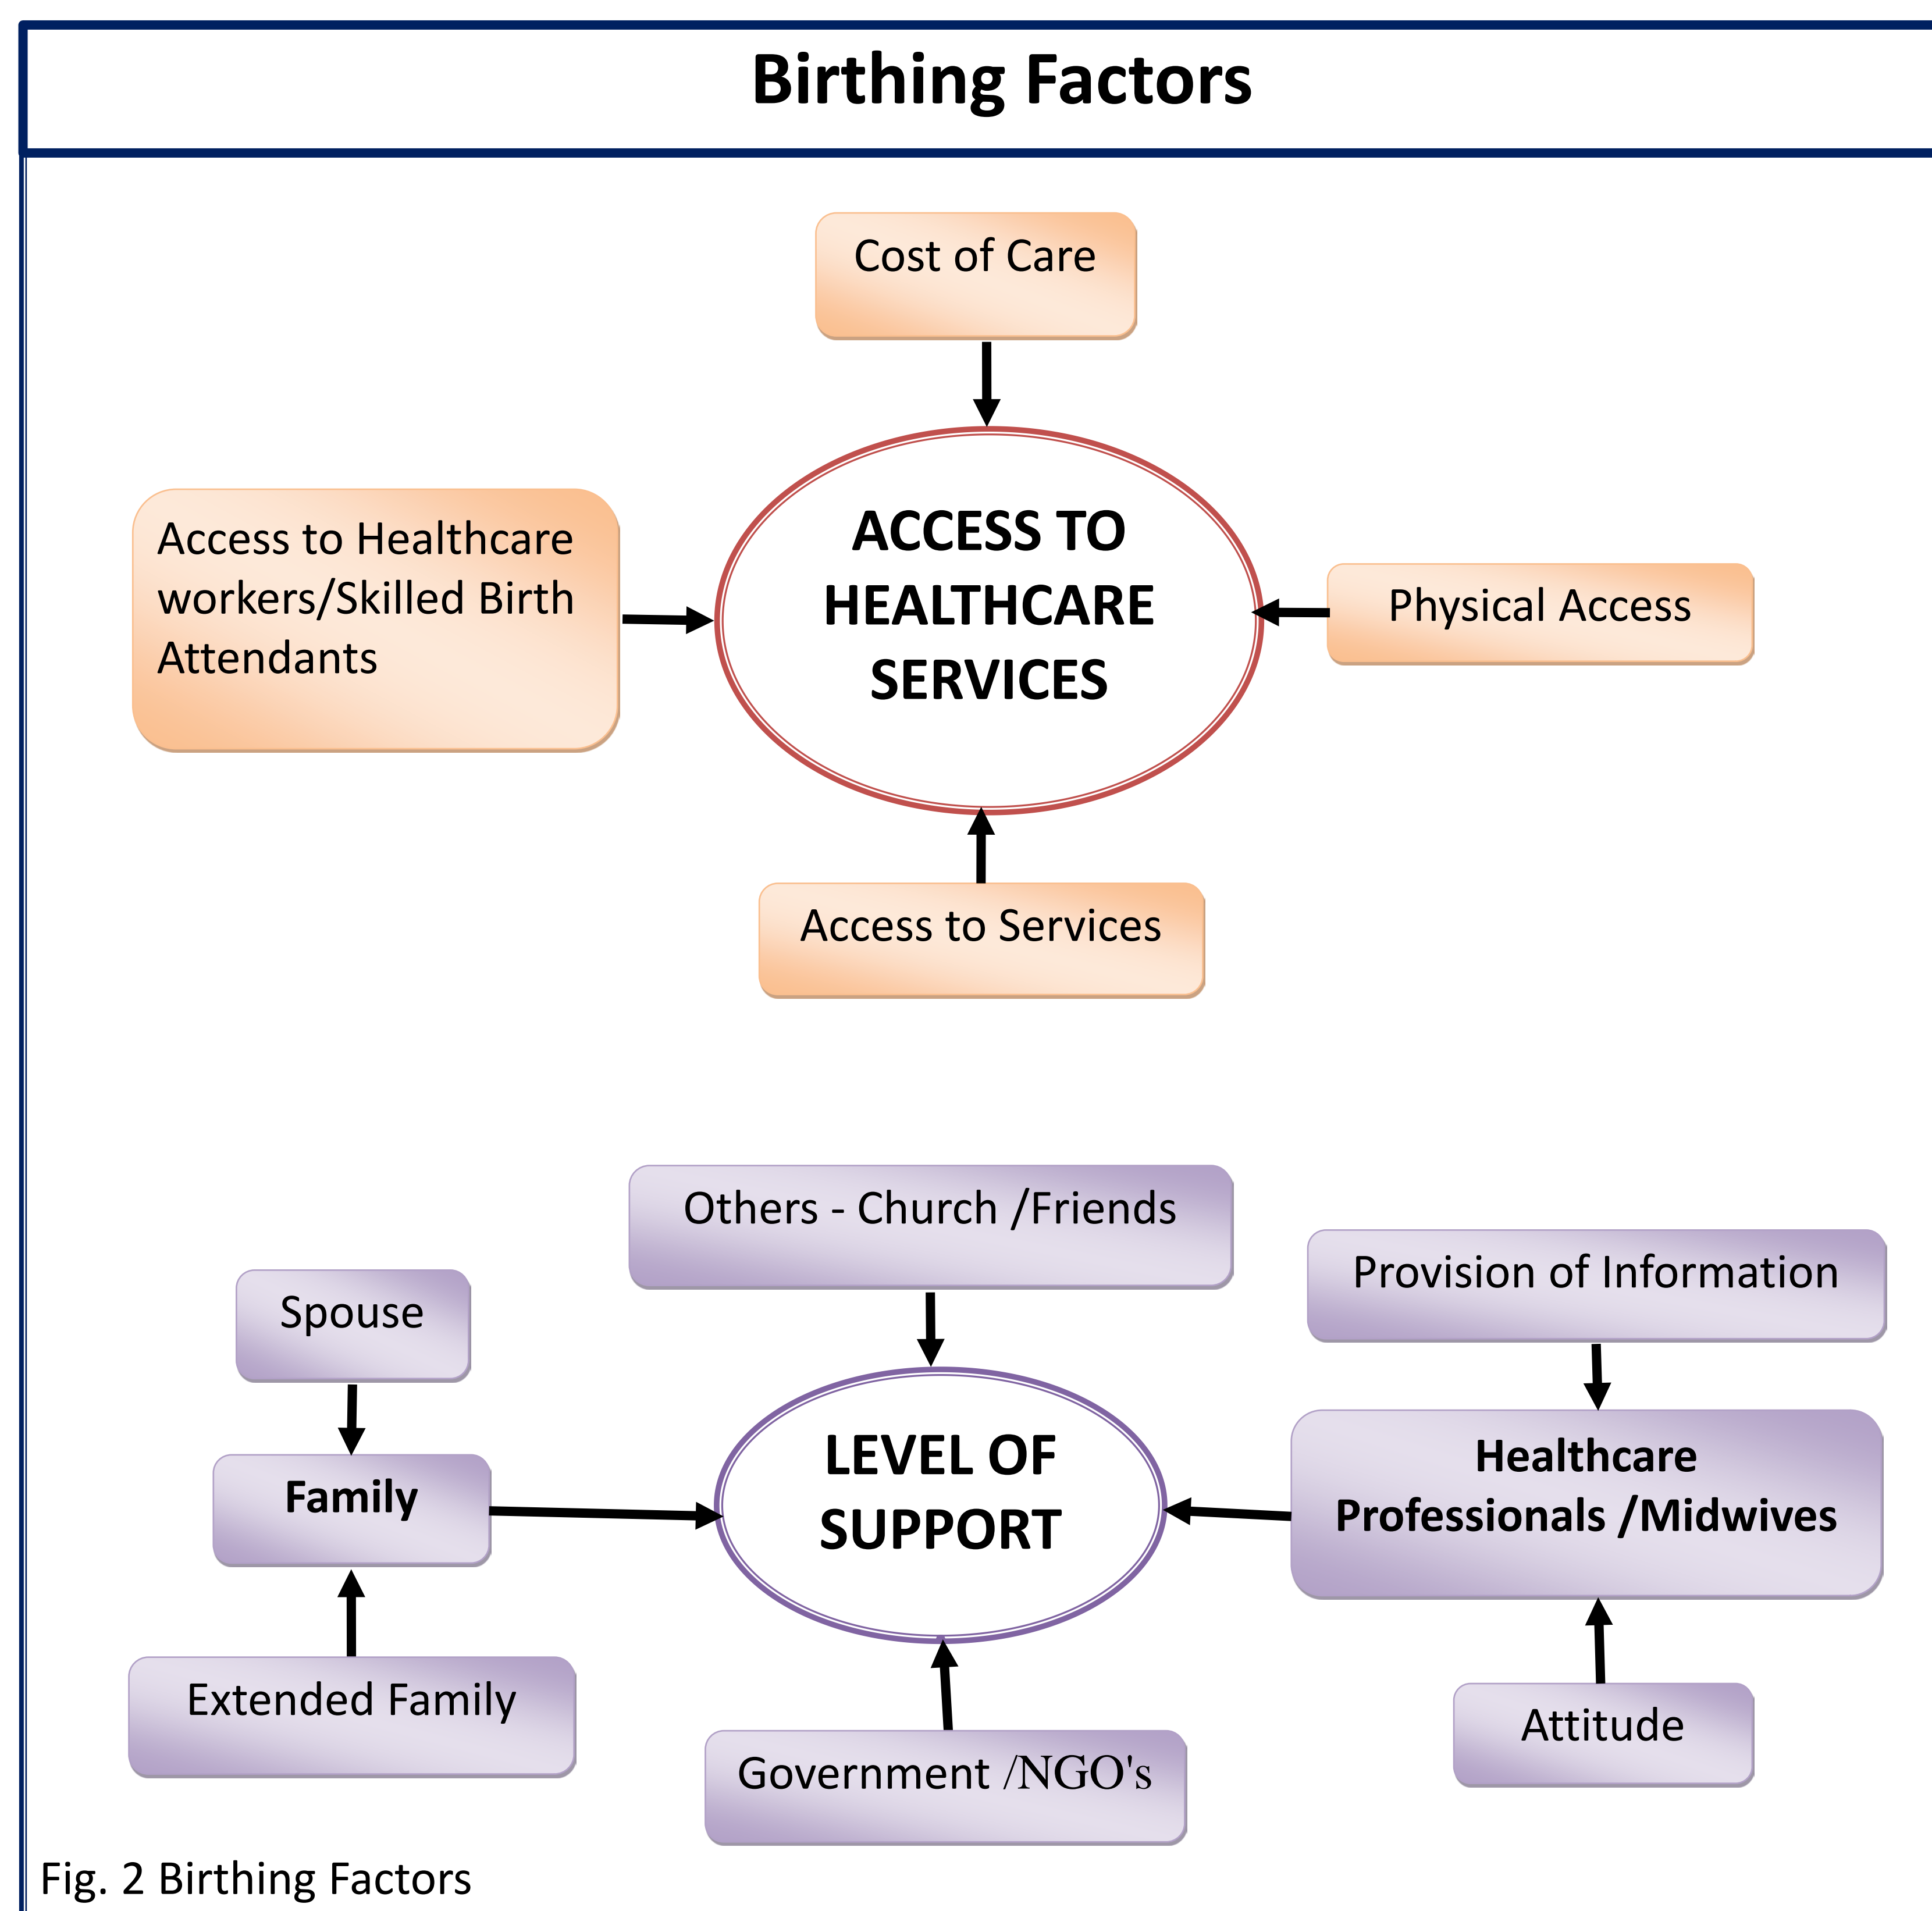 Birthing Factors
Cost of Care
Access to Healthcare
workers/Skilled Birth
Attendants
ACCESS TO
HEALTHCARE
SERVICES
Physical Access
Access to Services
Others - Church /Friends
Provision of Information
Spouse
Family
LEVEL OF
SUPPORT
Healthcare
Professionals /Midwives
Extended Family
Government /NGO's
Attitude
Fig. 2 Birthing Factors